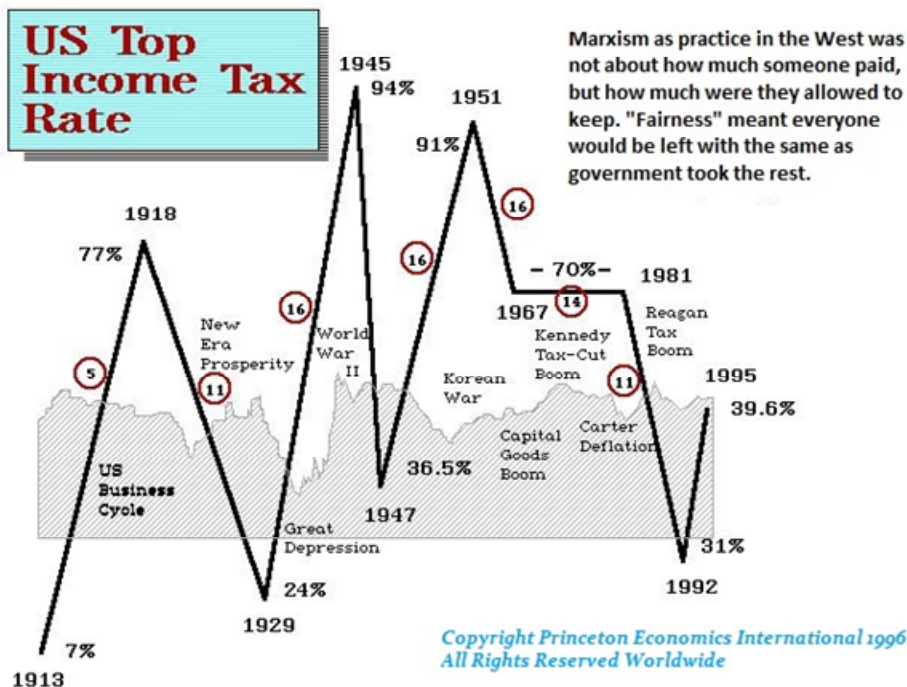 US Top
Income Tax
Rate
Marxism as practice in the West was
not about how much someone paid,
but how much were they allowed to
keep. "Fairness" meant everyone
would be left with the same as
government took the rest.
1945
94%
1951
91%
16
1918
77%
16
- 70% -
1981
14
1967
16
New
Era
Prosperity
World
War
II
Kennedy
Tax-Cut
Boom
Reagan
Tax
Boom
5
11
11
Korean
War
1995
39.6%
Capital
Goods
Boom
Carter
Deflation
US
Business
Cycle
36.5%
1947
Great
Depression
31%
1992
24%
1929
7%
1913
Copyright Princeton Economics International 1996
All Rights Reserved Worldwide